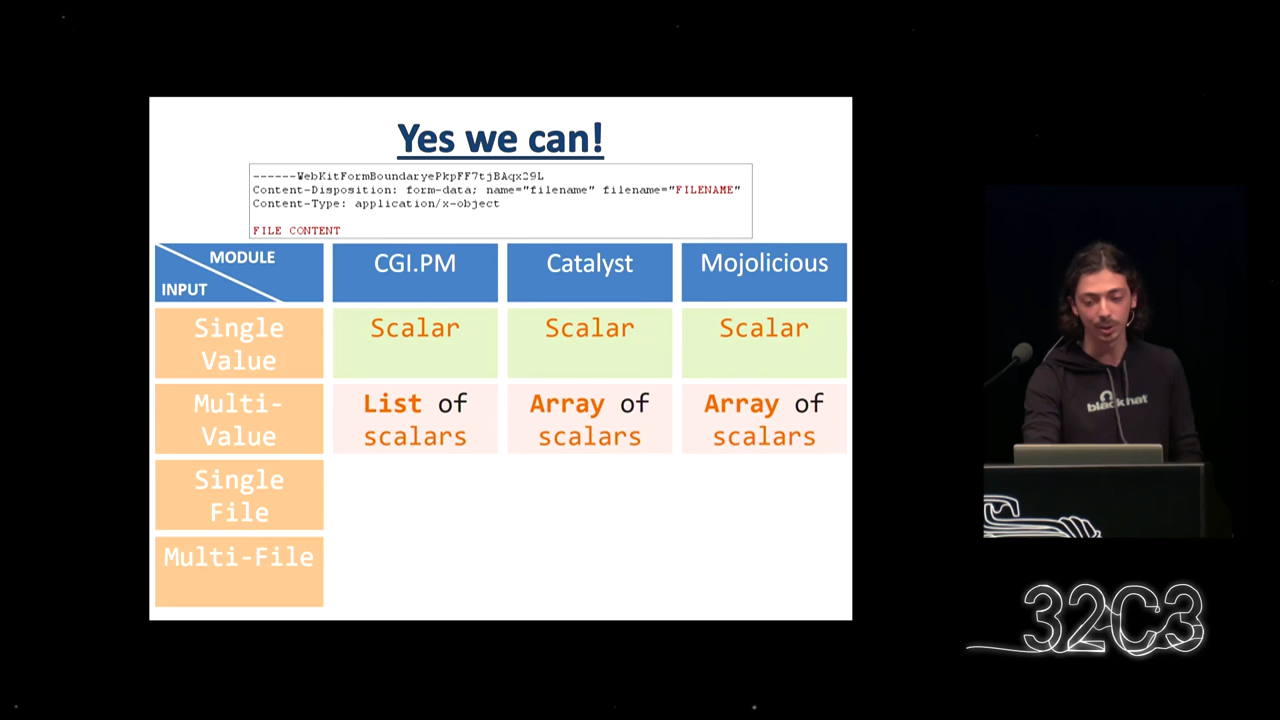 Yes we can!
------WebKitFormBoundaryePkpFF7tjBAqx29L
Content-Disposition: form-data; name="filename" filename="FILENAME"
Content-Type: application/x-object
FILE CONTENT
MODULE
INPUT
CGI.PM
Catalyst
Mojolicious
Single
Value
Scalar
Scalar
Scalar
Multi-
Value
List of
scalars
Array of
scalars
Array of
scalars
Single
File
Multi-File
blackhat
32C3